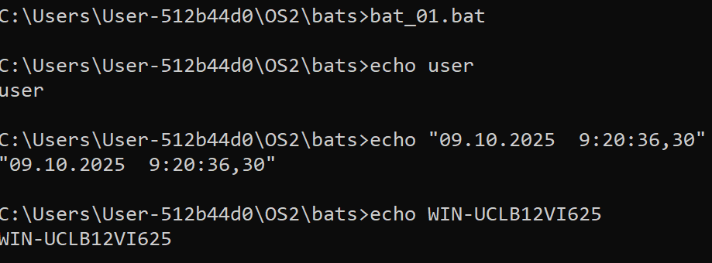 C:\Users\User-512b44d0\OS2\bats>bat_01.bat
C:\Users\User-512b44d0\OS2\bats>echo user
user
C:\Users\User-512b44d0\OS2\bats>echo "09.10.2025  9:20:36,30"
"09.10.2025  9:20:36,30"
C:\Users\User-512b44d0\OS2\bats>echo WIN-UCLB12VI625
WIN-UCLB12VI625